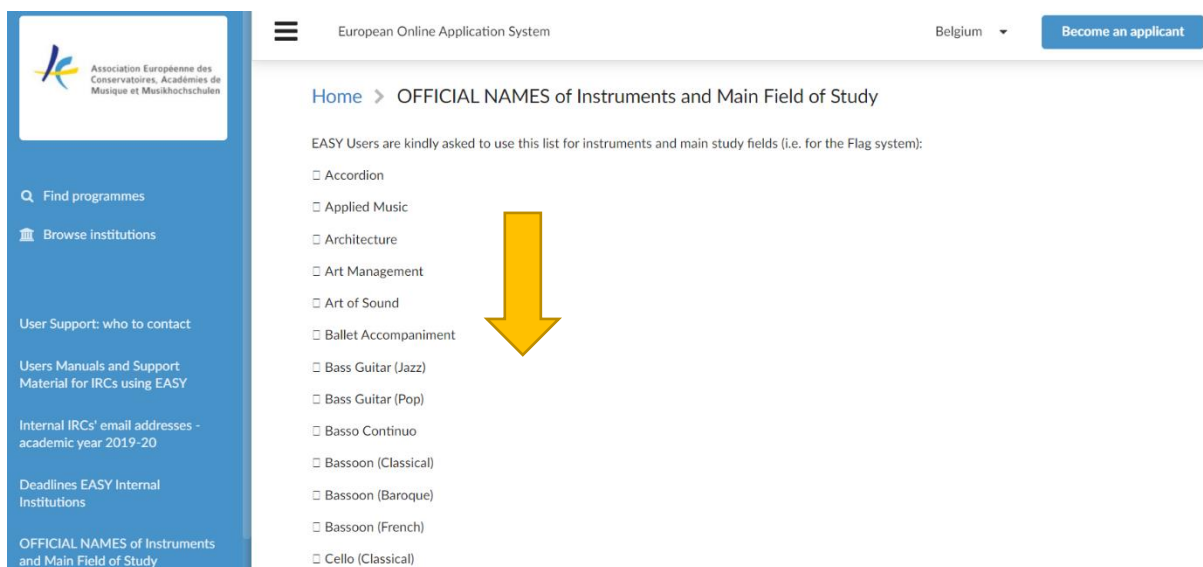 Association Européenne des
Conservatoires, Académies de
Musique et Musikhochschulen
Find programmes
Browse institutions
User Support: who to contact
Users Manuals and Support
Material for IRCs using EASY
Internal IRCs' email addresses -
academic year 2019-20
Deadlines EASY Internal
Institutions
OFFICIAL NAMES of Instruments
and Main Field of Study
European Online Application System
Belgium
Become an applicant
Home > OFFICIAL NAMES of Instruments and Main Field of Study
EASY Users are kindly asked to use this list for instruments and main study fields (i.e. for the Flag system):
Accordion
Applied Music
Architecture
Art Management
Art of Sound
Ballet Accompaniment
Bass Guitar (Jazz)
Bass Guitar (Pop)
Basso Continuo
Bassoon (Classical)
Bassoon (Baroque)
Bassoon (French)
Cello (Classical)